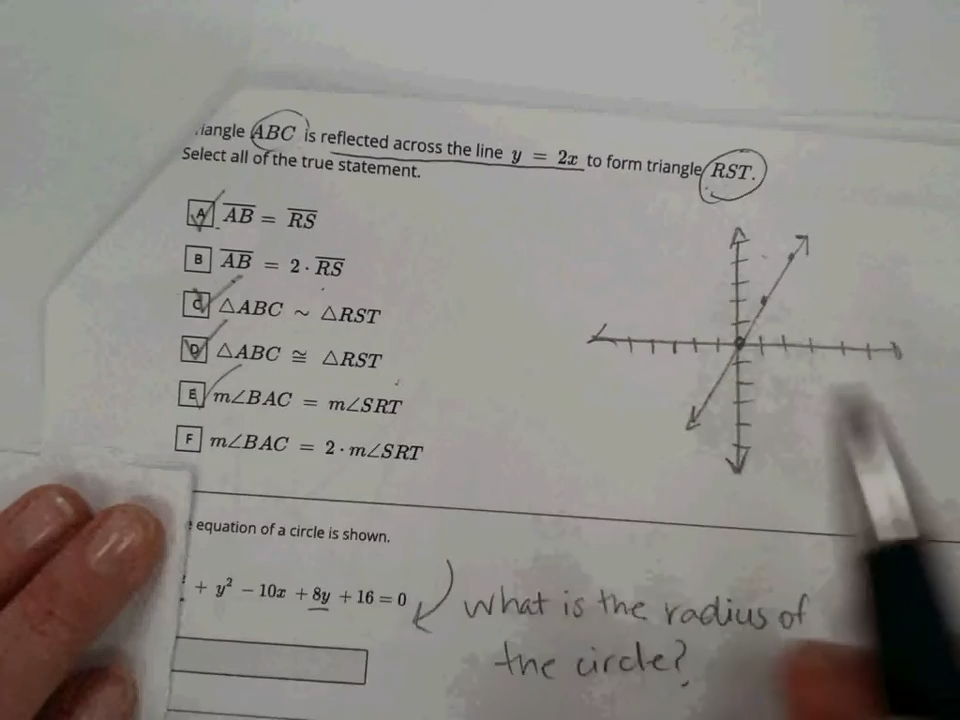 iangle ABC is reflected across the line y = 2x to form triangle RST.
Select all of the true statement.
A AB = RS
B AB = 2 · RS
C △ABC ~ △RST
D △ABC ≅ △RST
E m∠BAC = m∠SRT
F m∠BAC = 2 · m∠SRT
equation of a circle is shown.
+ y² − 10x + 8y + 16 = 0
What is the radius of
the circle?